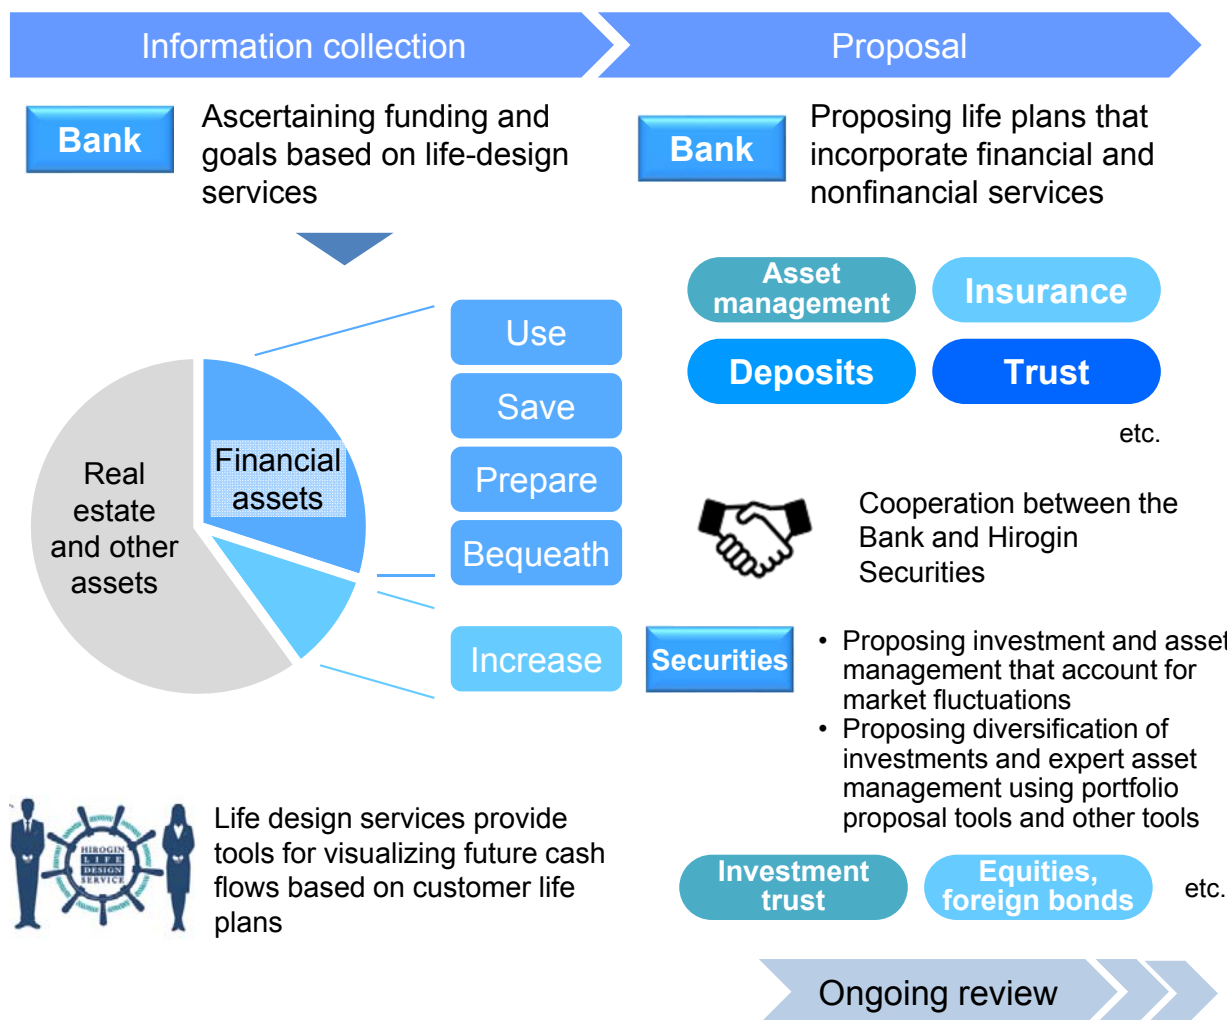 Information collection
Proposal
Bank
Ascertaining funding and
goals based on life-design
services
Bank
Proposing life plans that
incorporate financial and
nonfinancial services
Asset
management
Insurance
Deposits
Trust
etc.
Use
Save
Prepare
Bequeath
Increase
Real
estate
and other
assets
Financial
assets
Cooperation between the
Bank and Hirogin
Securities
Securities
• Proposing investment and asset
management that account for
market fluctuations
• Proposing diversification of
investments and expert asset
management using portfolio
proposal tools and other tools
HIROGIN
LIFE
DESIGN
SERVICE
Life design services provide
tools for visualizing future cash
flows based on customer life
plans
Investment
trust
Equities,
foreign bonds
etc.
Ongoing review